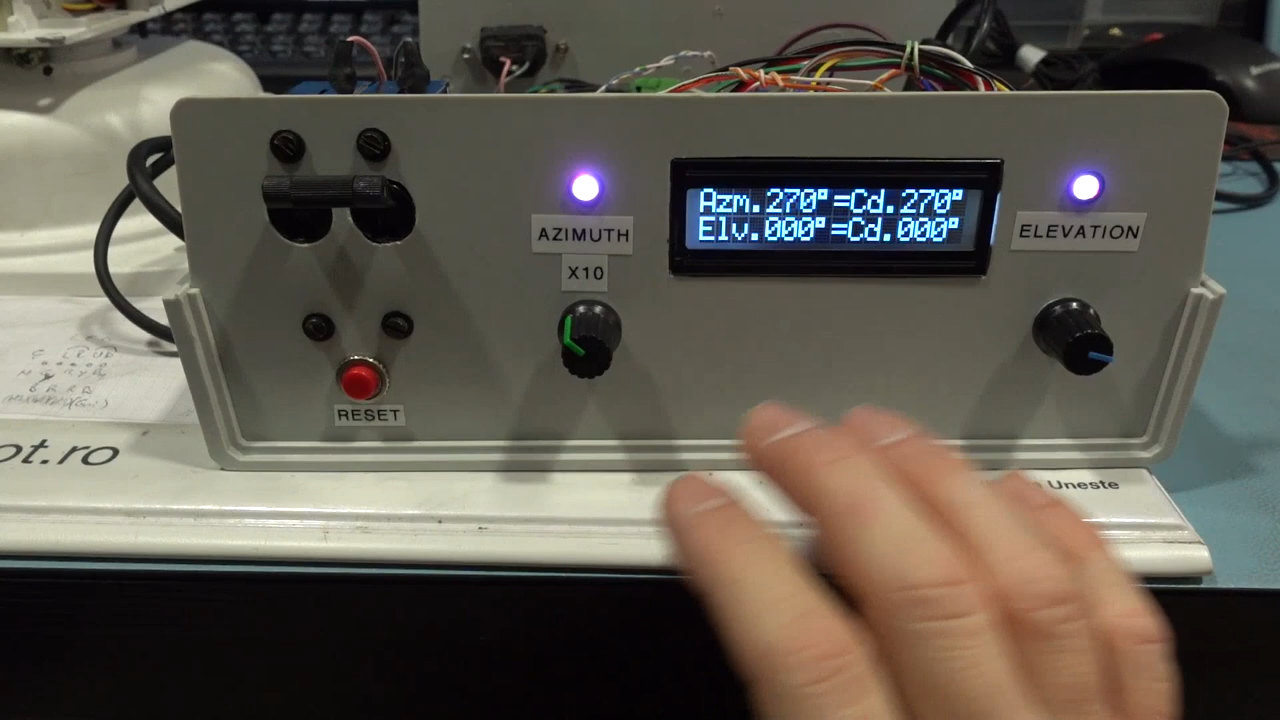 AZIMUTH
X10
Azm.270°=Cd.270°
Elv.000°=Cd.000°
ELEVATION
RESET
ot.ro
Uneste